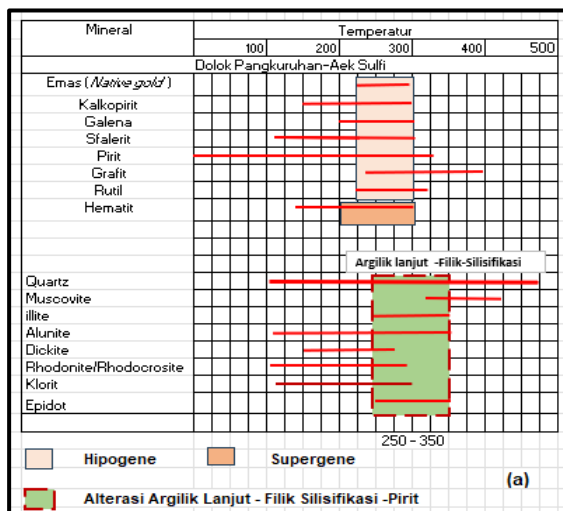 Mineral Temperatur
100 200 300 400 500
Dolok Pangkuruhan-Aek Sulfi
Emas (Native gold)
Kalkopirit
Galena
Sfalerit
Pirit
Grafit
Rutil
Hematit
Argilik lanjut -Filik-Silisifikasi
Quartz
Muscovite
illite
Alunite
Dickite
Rhodonite/Rhodocrosite
Klorit
Epidot
250 - 350
Hipogene Supergene
(a)
Alterasi Argilik Lanjut - Filik Silisifikasi -Pirit